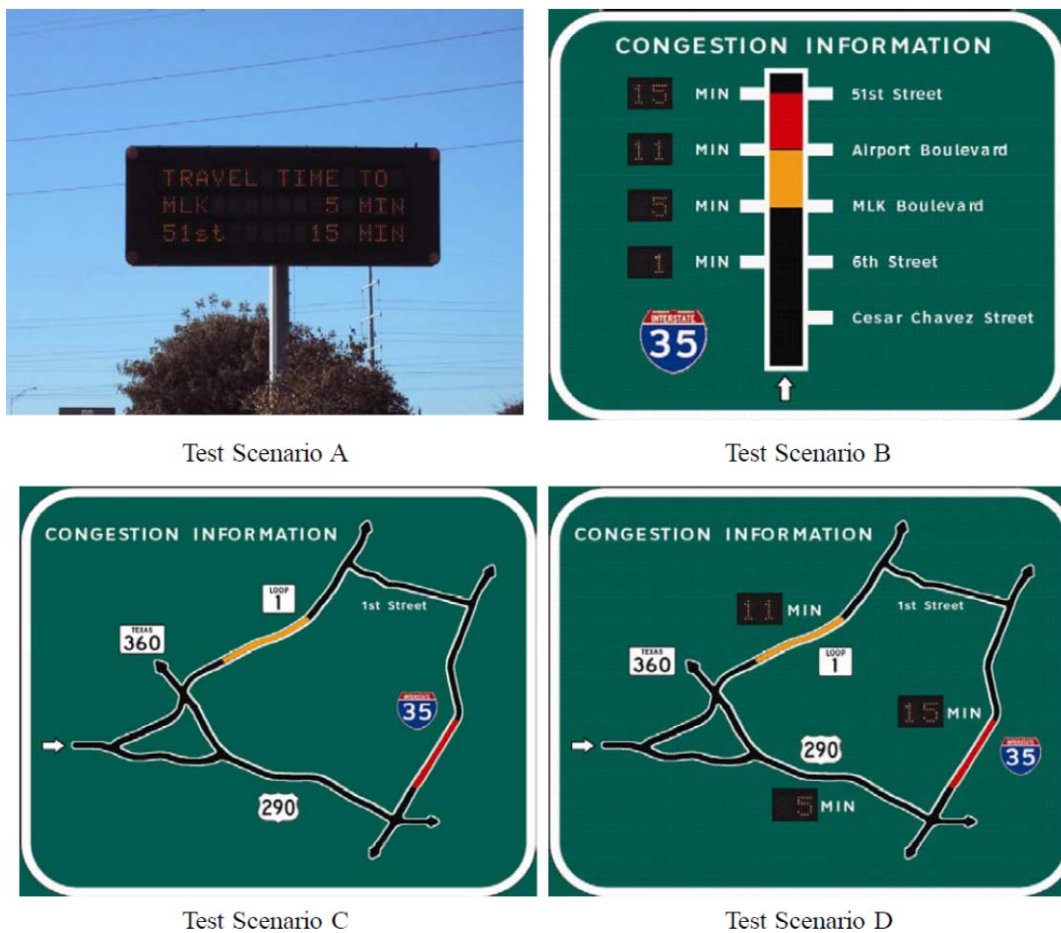 TRAVEL TIME TO
MLK 5 MIN
51st 15 MIN
Test Scenario A
CONGESTION INFORMATION
15 MIN 51st Street
11 MIN Airport Boulevard
5 MIN MLK Boulevard
1 MIN 6th Street
Cesar Chavez Street
INTERSTATE
35
Test Scenario B
CONGESTION INFORMATION
LOOP
1
1st Street
TEXAS
360
INTERSTATE
35
290
Test Scenario C
CONGESTION INFORMATION
11 MIN
1st Street
TEXAS
360
LOOP
1
15 MIN
290
INTERSTATE
35
5 MIN
Test Scenario D